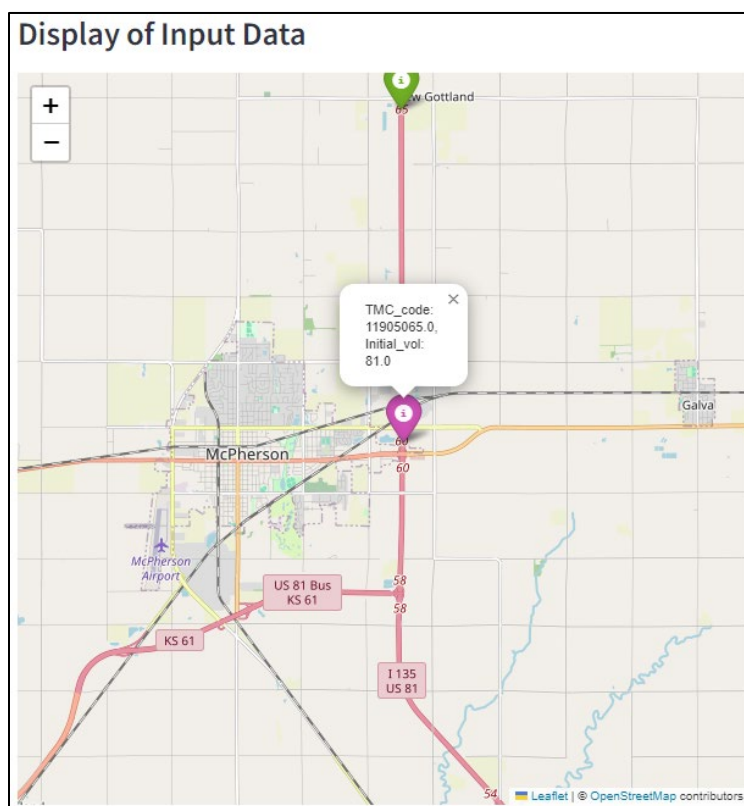 Display of Input Data
+
−
New Gottland
65
×
TMC_code:
11905065.0,
Initial_vol:
81.0
Galva
60
McPherson
60
McPherson
Airport
58
US 81 Bus
KS 61
58
KS 61
I 135
US 81
54
Leaflet | © OpenStreetMap contributors